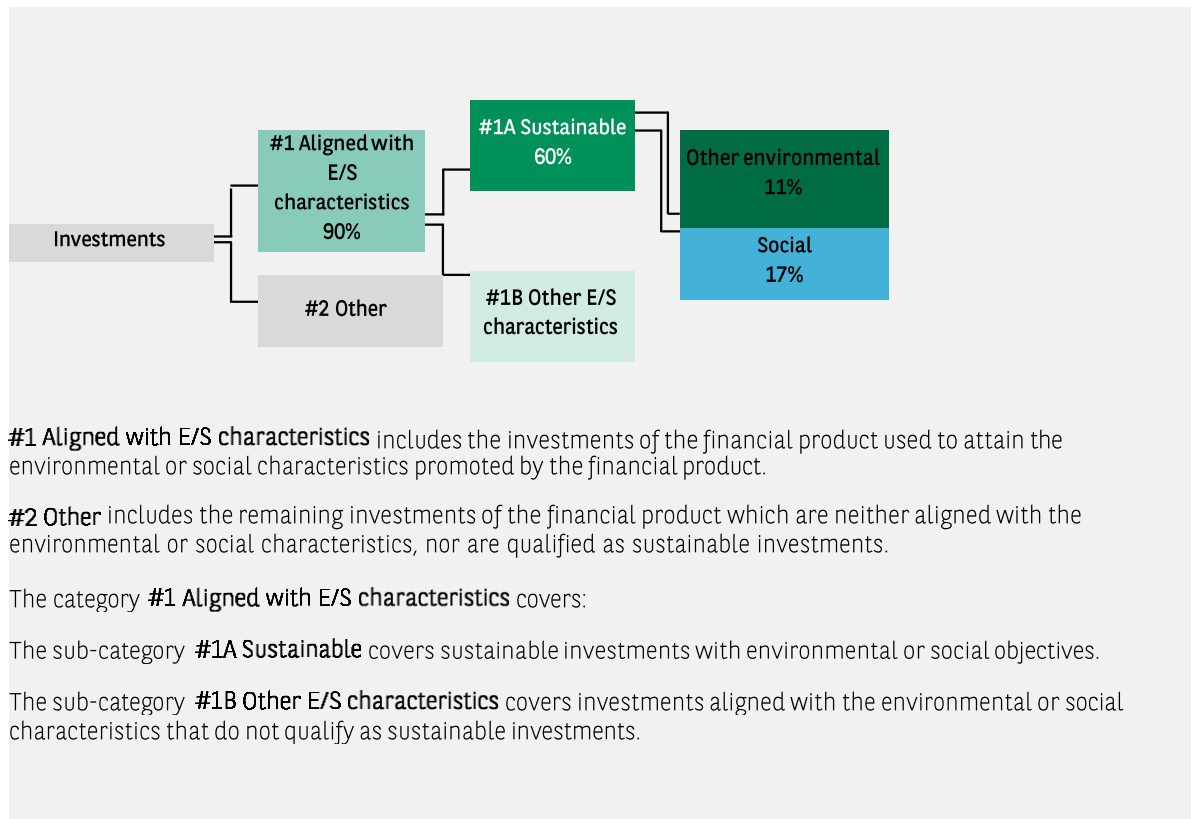 #1A Sustainable
60%
#1 Aligned with
E/S
characteristics
90%
Other environmental
11%
Investments
Social
17%
#2 Other
#1B Other E/S
characteristics
#1 Aligned with E/S characteristics includes the investments of the financial product used to attain the
environmental or social characteristics promoted by the financial product.
#2 Other includes the remaining investments of the financial product which are neither aligned with the
environmental or social characteristics, nor are qualified as sustainable investments.
The category #1 Aligned with E/S characteristics covers:
The sub-category #1A Sustainable covers sustainable investments with environmental or social objectives.
The sub-category #1B Other E/S characteristics covers investments aligned with the environmental or social
characteristics that do not qualify as sustainable investments.